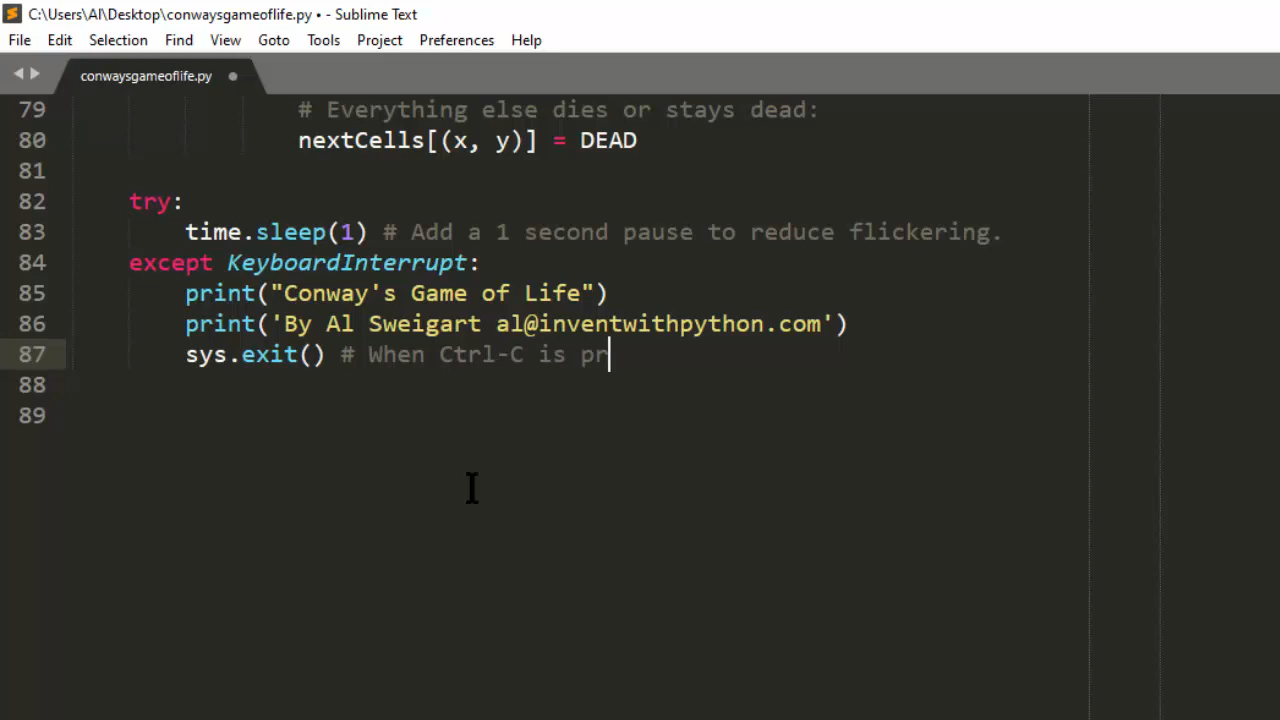 C:\Users\Al\Desktop\conwaysgameoflife.py • - Sublime Text
File Edit Selection Find View Goto Tools Project Preferences Help
conwaysgameoflife.py
79 # Everything else dies or stays dead:
80 nextCells[(x, y)] = DEAD
81
82 try:
83 time.sleep(1) # Add a 1 second pause to reduce flickering.
84 except KeyboardInterrupt:
85 print("Conway's Game of Life")
86 print('By Al Sweigart al@inventwithpython.com')
87 sys.exit() # When Ctrl-C is pr
88
89